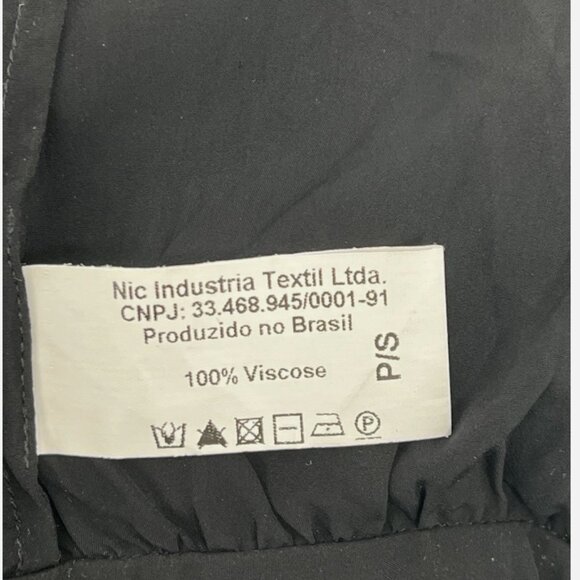 Nic Industria Textil Ltda.
CNPJ: 33.468.945/0001-91
Produzido no Brasil
100% Viscose
P/S
P